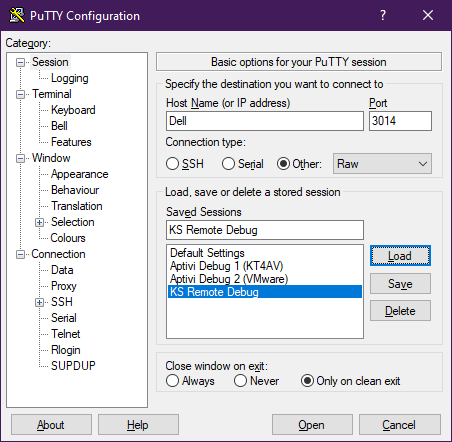 PuTTY Configuration
Category:
Session
Logging
Terminal
Keyboard
Bell
Features
Window
Appearance
Behaviour
Translation
Selection
Colours
Connection
Data
Proxy
SSH
Serial
Telnet
Rlogin
SUPDUP
Basic options for your PuTTY session
Specify the destination you want to connect to
Host Name (or IP address) Port
Dell 3014
Connection type:
SSH Serial Other: Raw
Load, save or delete a stored session
Saved Sessions
KS Remote Debug
Default Settings
Aptivi Debug 1 (KT4AV)
Aptivi Debug 2 (VMware)
KS Remote Debug
Load
Save
Delete
Close window on exit:
Always Never Only on clean exit
About Help Open Cancel